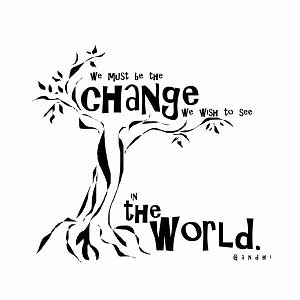 We Must be the
CHANGE
We WISH to See
IN
the
World.
GANDHI